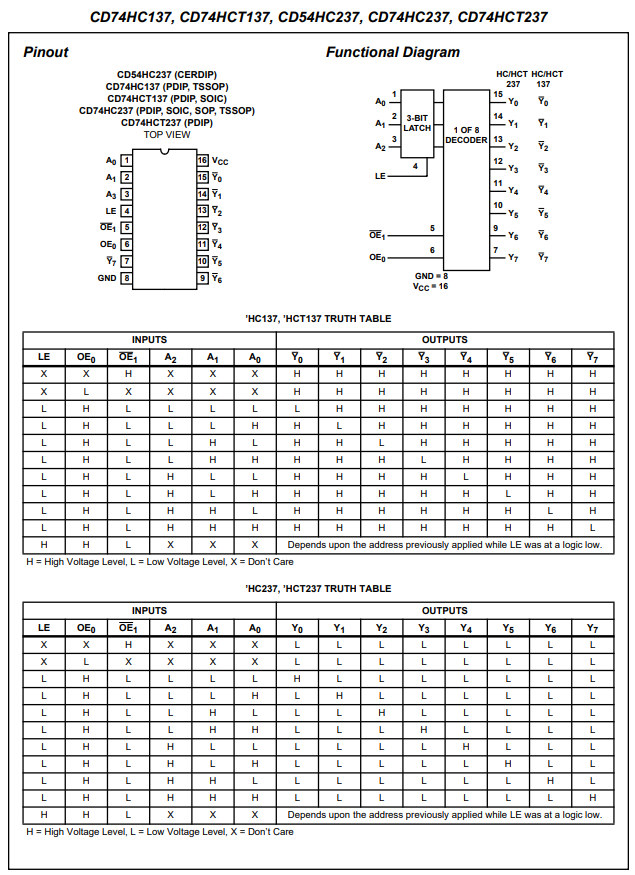 CD74HC137, CD74HCT137, CD54HC237, CD74HC237, CD74HCT237
Pinout
CD54HC237 (CERDIP)
CD74HC137 (PDIP, TSSOP)
CD74HCT137 (PDIP, SOIC)
CD74HC237 (PDIP, SOIC, SOP, TSSOP)
CD74HCT237 (PDIP)
TOP VIEW
A0 1 16 VCC
A1 2 15 Y̅0
A3 3 14 Y̅1
LE 4 13 Y̅2
O̅E̅1 5 12 Y̅3
OE0 6 11 Y̅4
Y̅7 7 10 Y̅5
GND 8 9 Y̅6
Functional Diagram
HC/HCT HC/HCT
237 137
A0 1
A1 2
A2 3
3-BIT
LATCH
4
LE
1 OF 8
DECODER
O̅E̅1 5
OE0 6
15 Y0 Y̅0
14 Y1 Y̅1
13 Y2 Y̅2
12 Y3 Y̅3
11 Y4 Y̅4
10 Y5 Y̅5
9 Y6 Y̅6
7 Y7 Y̅7
GND = 8
VCC = 16
'HC137, 'HCT137 TRUTH TABLE
INPUTS OUTPUTS
LE OE0 O̅E̅1 A2 A1 A0 Y̅0 Y̅1 Y̅2 Y̅3 Y̅4 Y̅5 Y̅6 Y̅7
X X H X X X H H H H H H H H
X L X X X X H H H H H H H H
L H L L L L L H H H H H H H
L H L L L H H L H H H H H H
L H L L H L H H L H H H H H
L H L L H H H H H L H H H H
L H L H L L H H H H L H H H
L H L H L H H H H H H L H H
L H L H H L H H H H H H L H
L H L H H H H H H H H H H L
H H L X X X Depends upon the address previously applied while LE was at a logic low.
H = High Voltage Level, L = Low Voltage Level, X = Don't Care
'HC237, 'HCT237 TRUTH TABLE
INPUTS OUTPUTS
LE OE0 O̅E̅1 A2 A1 A0 Y0 Y1 Y2 Y3 Y4 Y5 Y6 Y7
X X H X X X L L L L L L L L
X L X X X X L L L L L L L L
L H L L L L H L L L L L L L
L H L L L H L H L L L L L L
L H L L H L L L H L L L L L
L H L L H H L L L H L L L L
L H L H L L L L L L H L L L
L H L H L H L L L L L H L L
L H L H H L L L L L L L H L
L H L H H H L L L L L L L H
H H L X X X Depends upon the address previously applied while LE was at a logic low.
H = High Voltage Level, L = Low Voltage Level, X = Don't Care